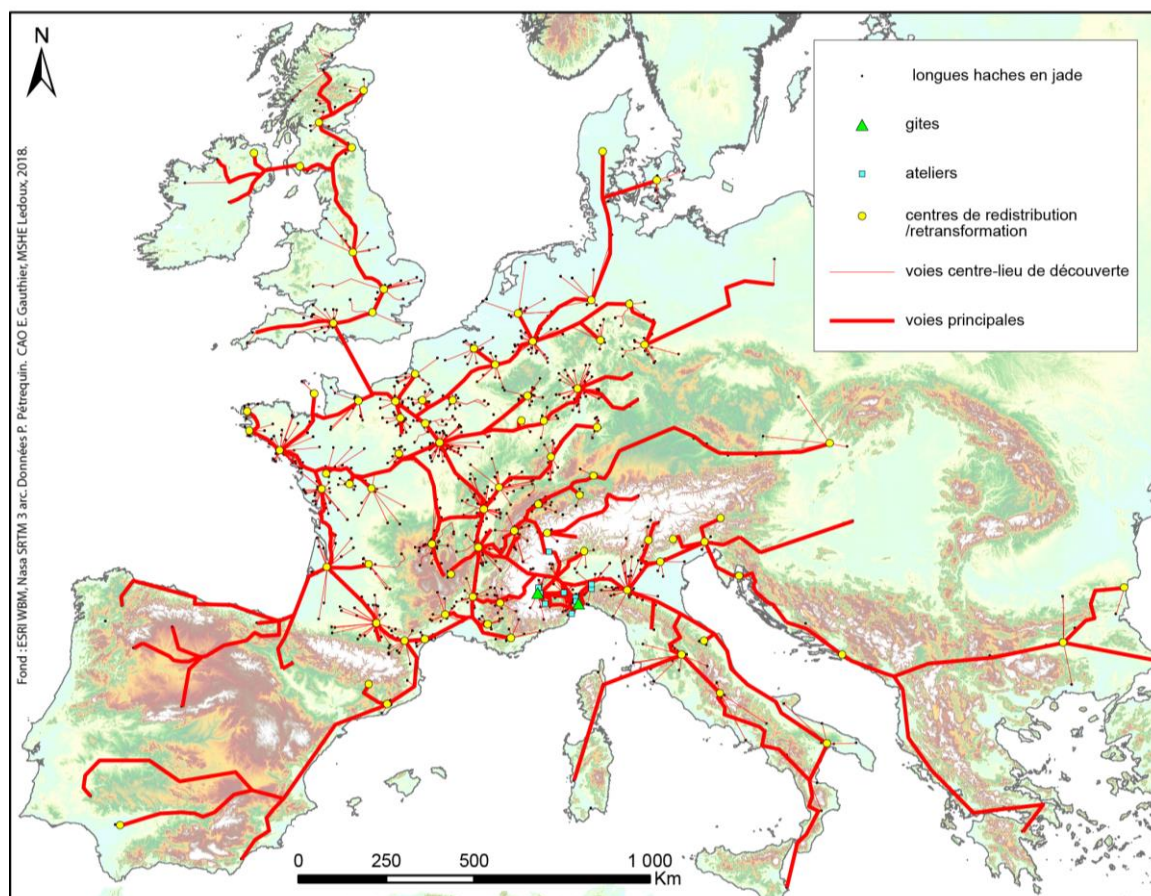 N
longues haches en jade
gites
ateliers
centres de redistribution
/retransformation
voies centre-lieu de découverte
voies principales
Fond : ESRI WBM, Nasa SRTM 3 arc. Données P. Pétrequin. CAO E. Gauthier, MSHE Ledoux, 2018.
0 250 500 1 000
Km